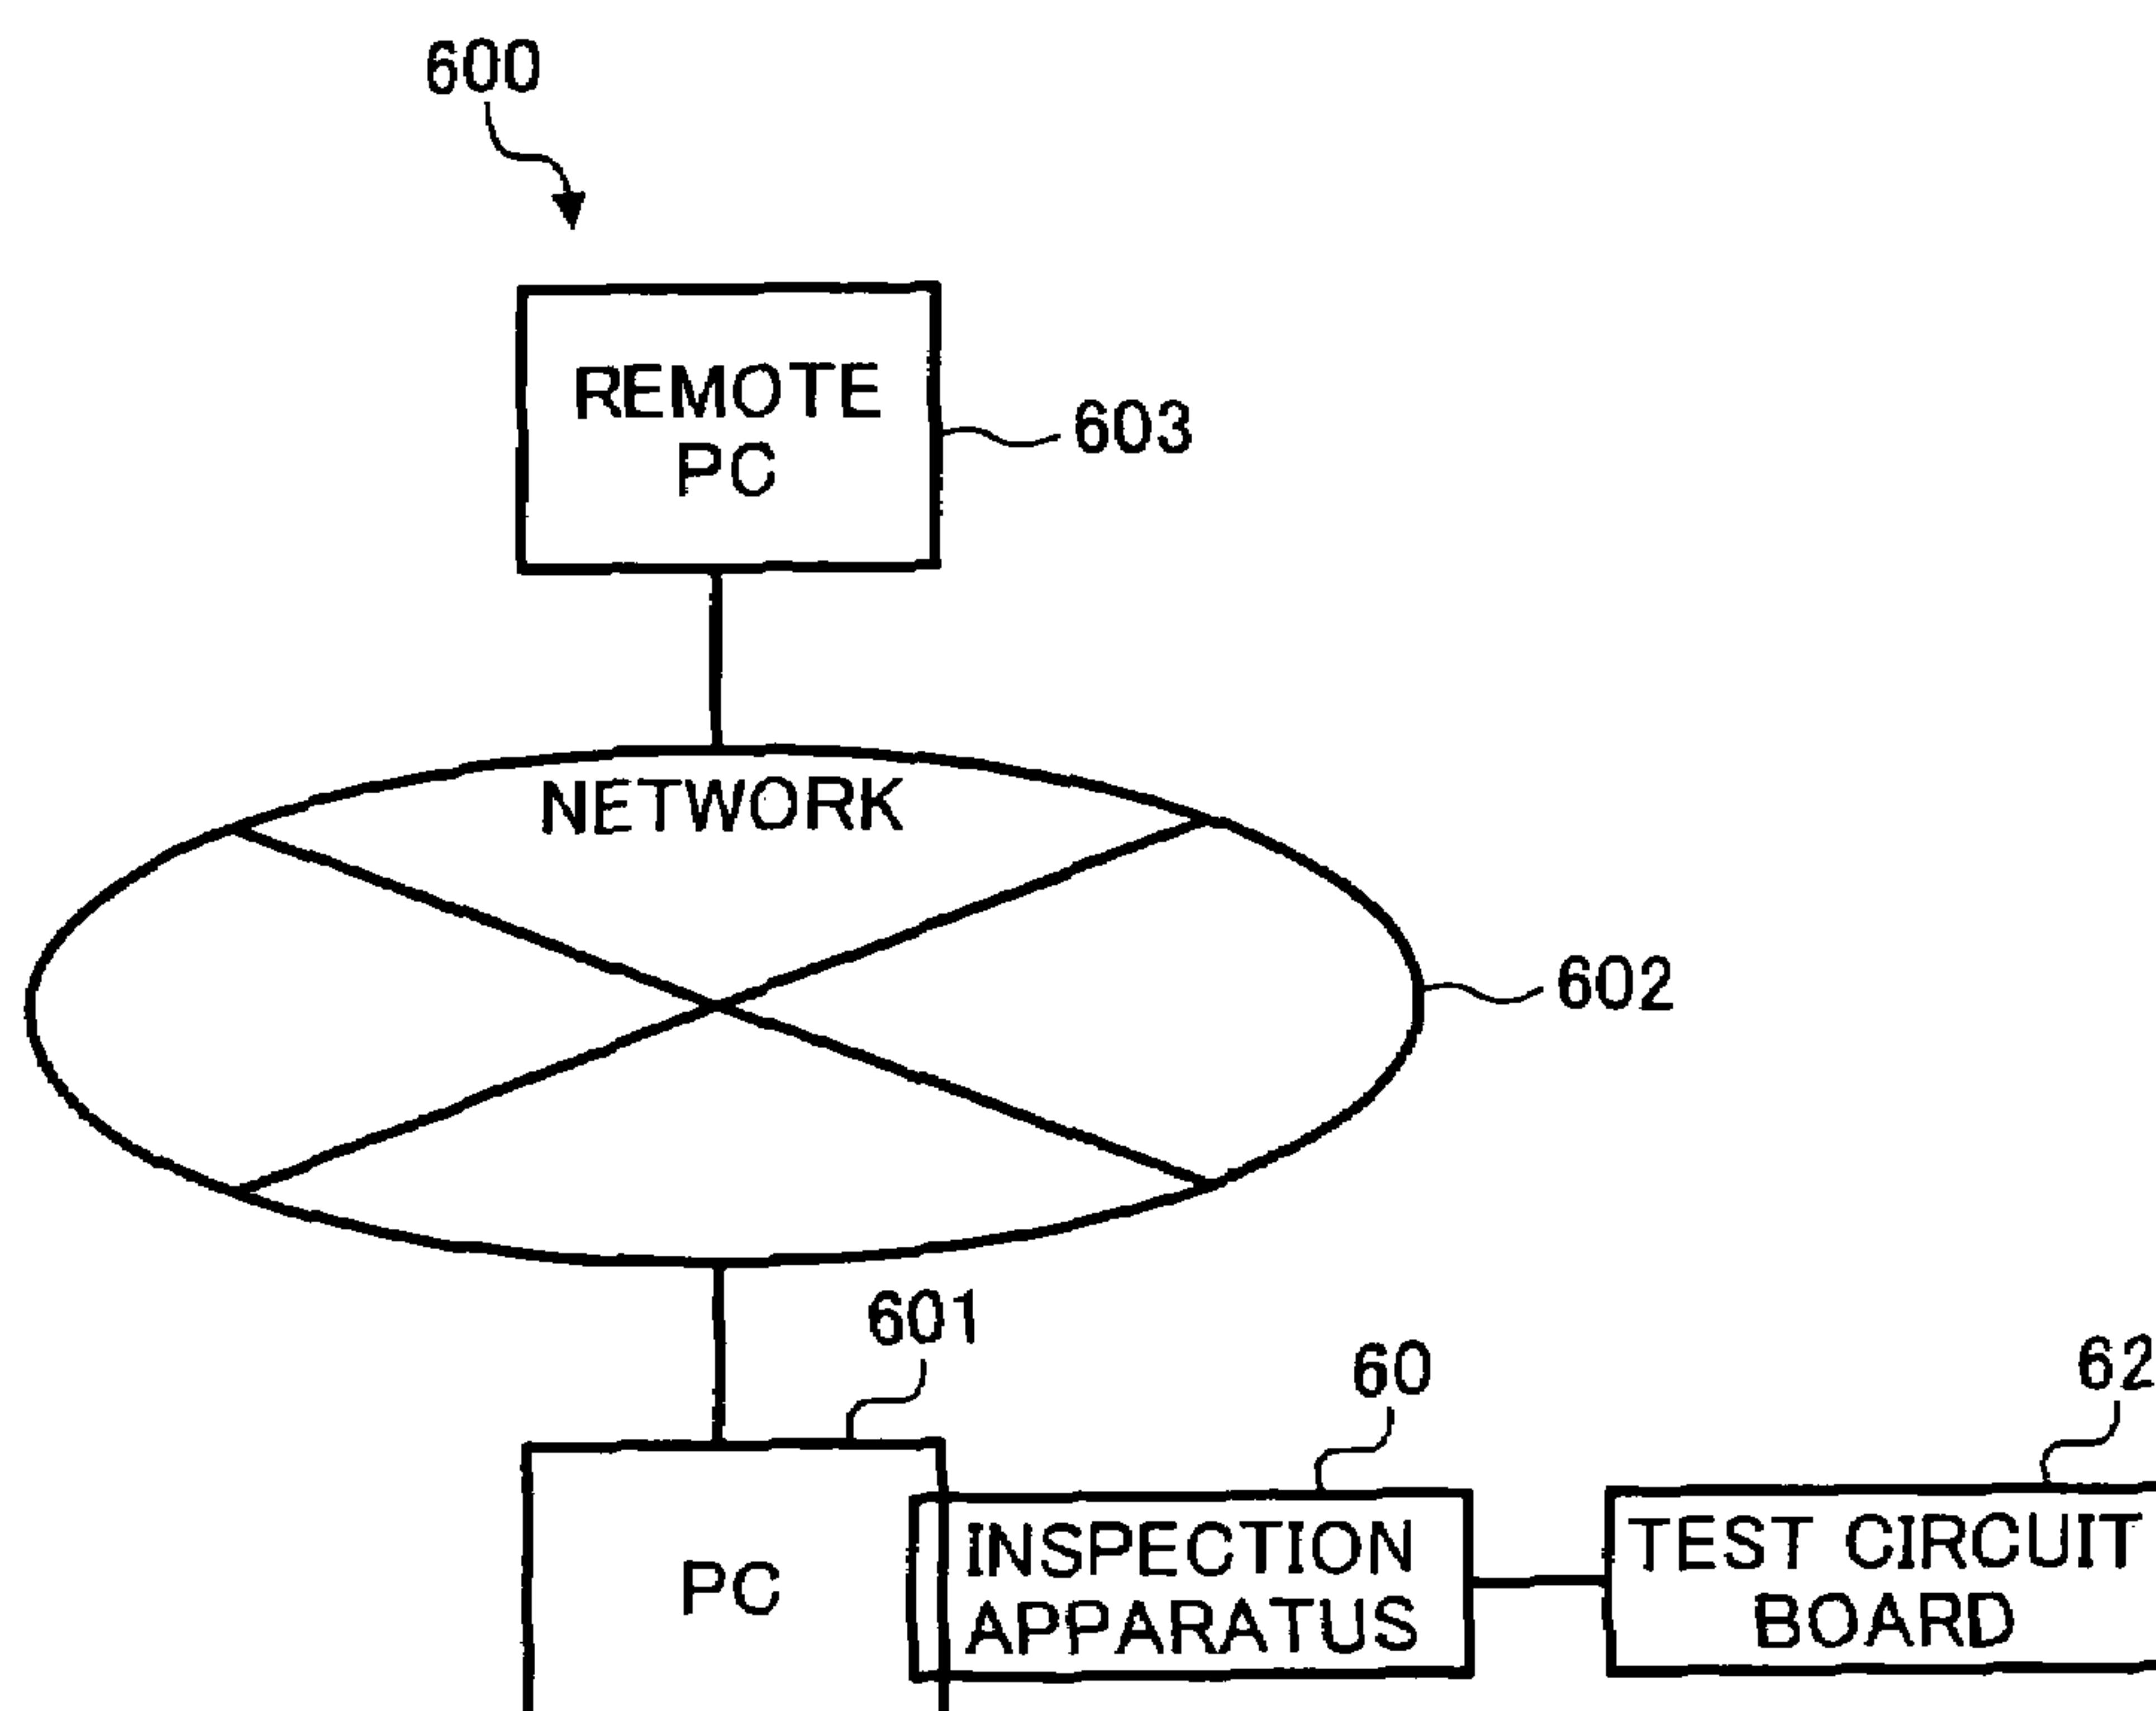 600
REMOTE
PC
603
NETWORK
602
601
60
62
PC
INSPECTION
APPARATUS
TEST CIRCUIT
BOARD